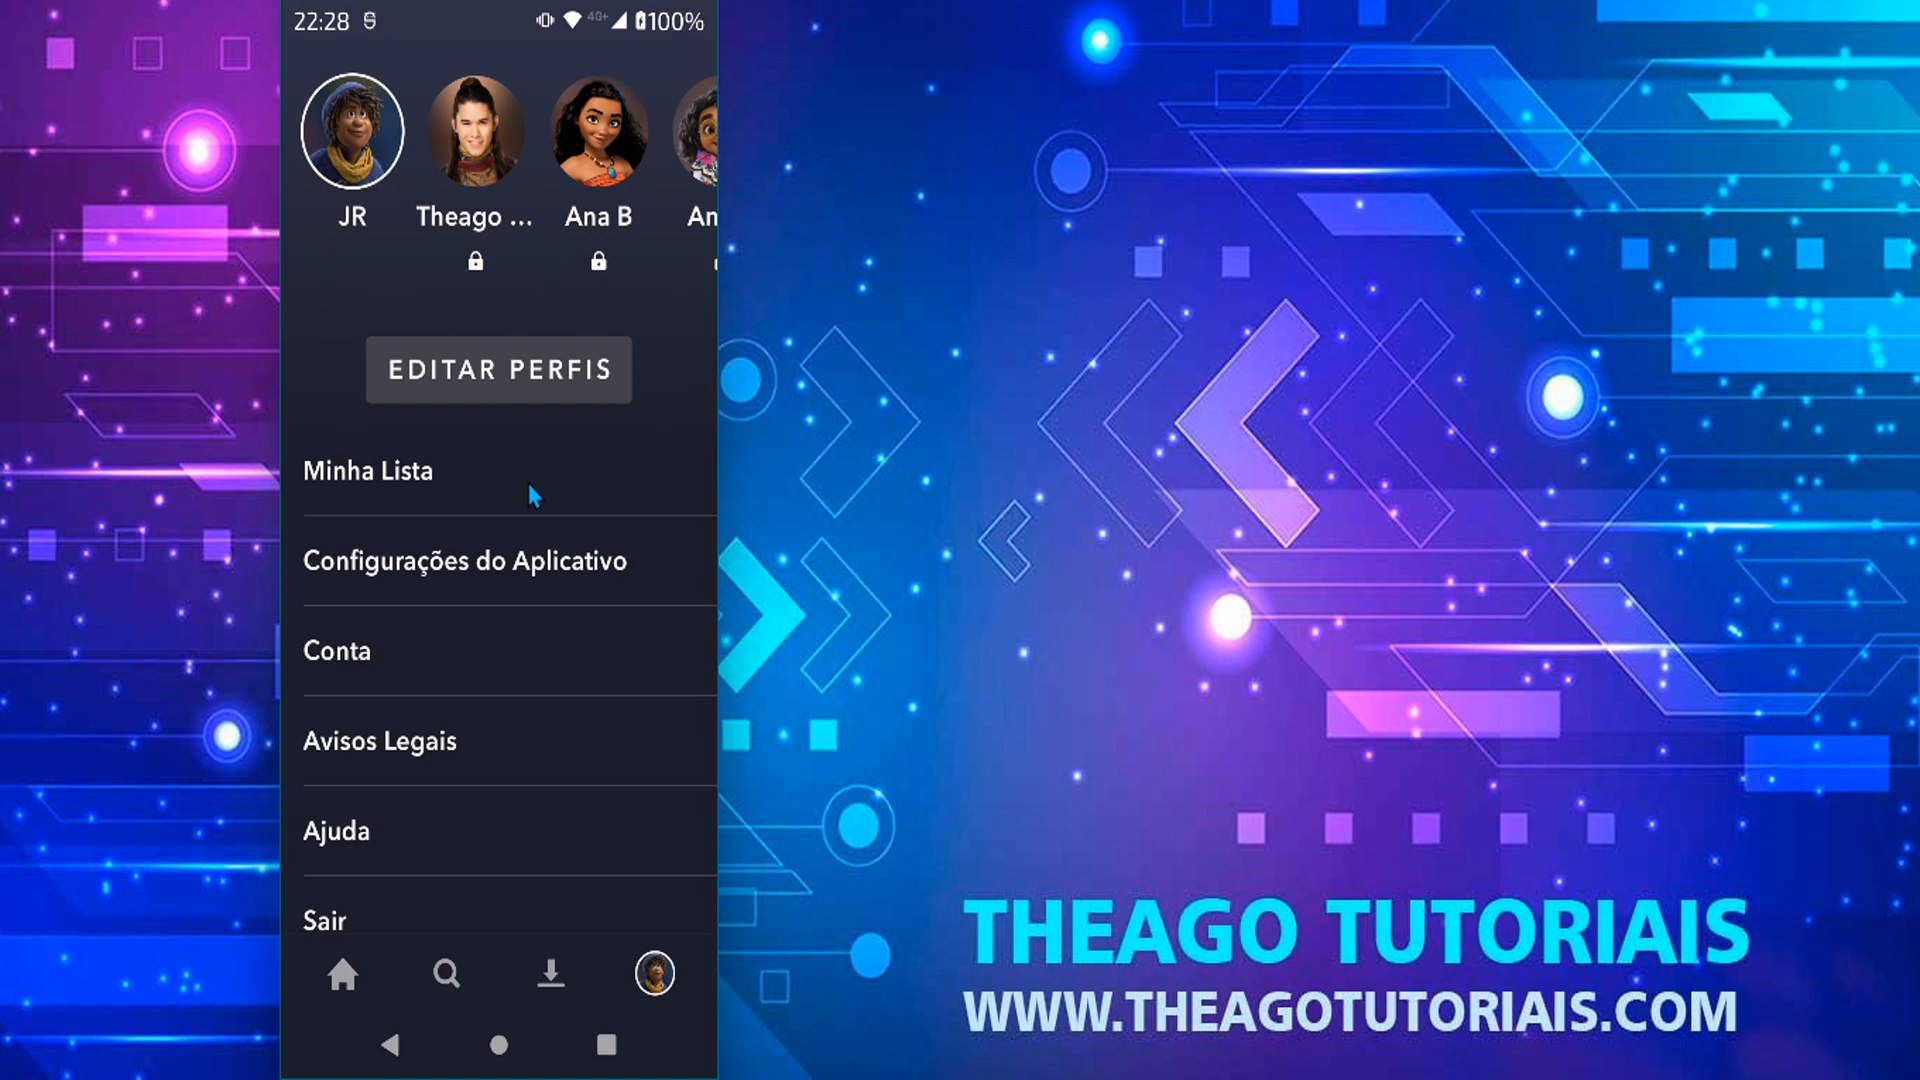 22:28
4G+
100%
JR
Theago ...
Ana B
An
EDITAR PERFIS
Minha Lista
Configurações do Aplicativo
Conta
Avisos Legais
Ajuda
Sair
THEAGO TUTORIAIS
WWW.THEAGOTUTORIAIS.COM